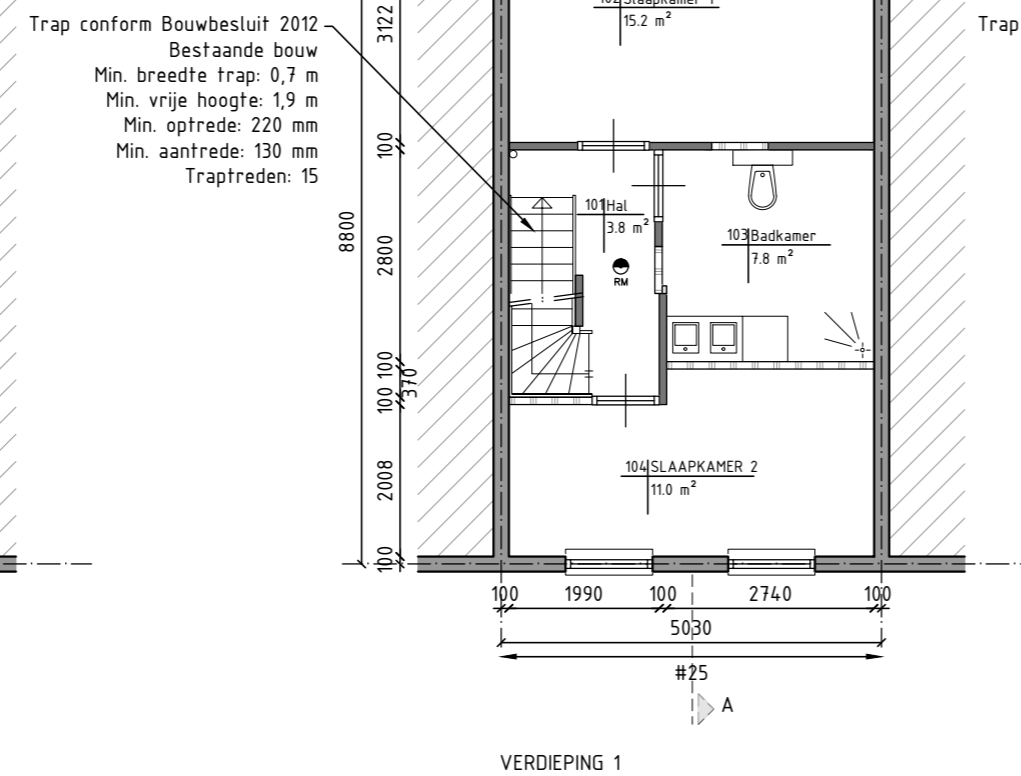 Trap conform Bouwbesluit 2012
Bestaande bouw
Min. breedte trap: 0,7 m
Min. vrije hoogte: 1,9 m
Min. optrede: 220 mm
Min. aantrede: 130 mm
Traptreden: 15
Trap
3122
100
2800
8800
100
370
100
2008
100
102 Slaapkamer 1
15.2 m²
101 Hal
3.8 m²
RM
103 Badkamer
7.8 m²
104 SLAAPKAMER 2
11.0 m²
100 1990 100 2740 100
5030
#25
A
VERDIEPING 1